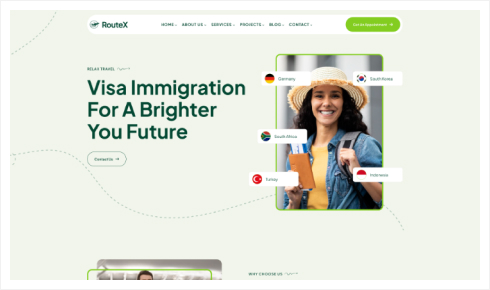 RouteX
HOME
ABOUT US
SERVICES
PROJECTS
BLOG
CONTACT
Get An Appointment
RELAX TRAVEL
Visa Immigration
For A Brighter
You Future
Contact Us
Germany
South Korea
South Africa
Turkey
Indonesia
WHY CHOOSE US